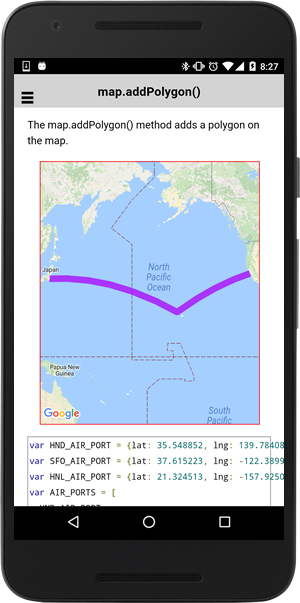 8:27
map.addPolygon()
The map.addPolygon() method adds a polygon on
the map.
Japan
North
Pacific
Ocean
Papua New
Guinea
Google
South
Pacific
var HND_AIR_PORT = {lat: 35.548852, lng: 139.78408
var SFO_AIR_PORT = {lat: 37.615223, lng: -122.3899
var HNL_AIR_PORT = {lat: 21.324513, lng: -157.9250
var AIR_PORTS = [